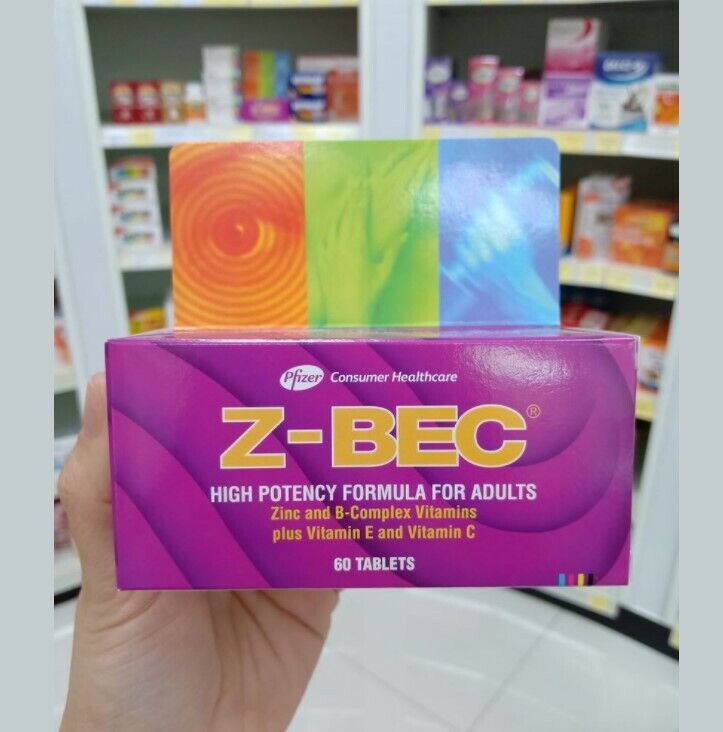 Pfizer Consumer Healthcare
Z-BEC®
HIGH POTENCY FORMULA FOR ADULTS
Zinc and B-Complex Vitamins
plus Vitamin E and Vitamin C
60 TABLETS